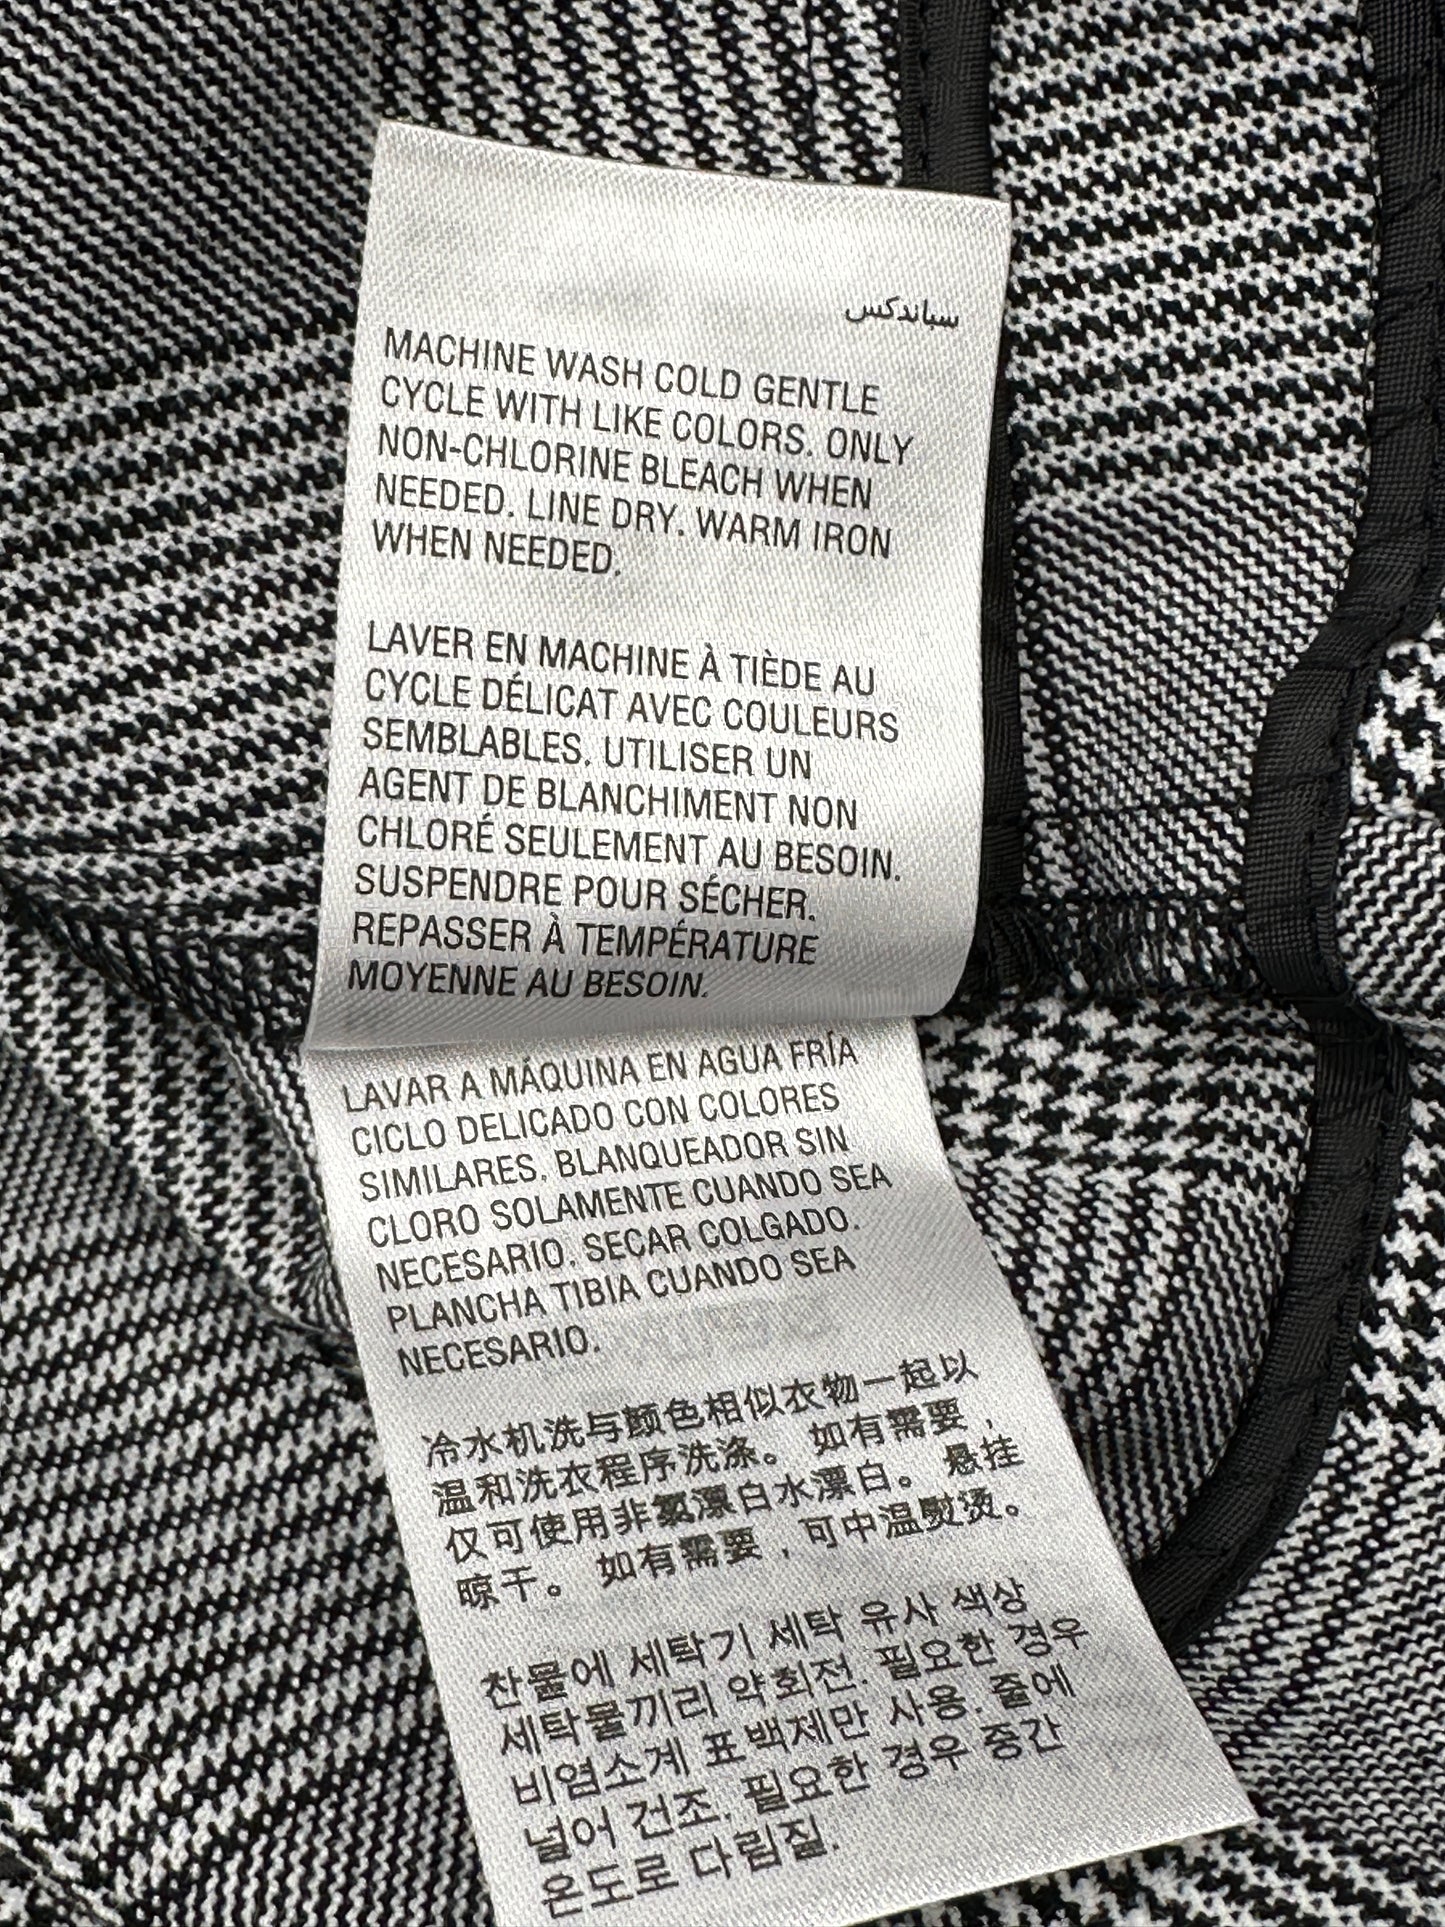 سباندكس
MACHINE WASH COLD GENTLE
CYCLE WITH LIKE COLORS. ONLY
NON-CHLORINE BLEACH WHEN
NEEDED. LINE DRY. WARM IRON
WHEN NEEDED.
LAVER EN MACHINE À TIÈDE AU
CYCLE DÉLICAT AVEC COULEURS
SEMBLABLES. UTILISER UN
AGENT DE BLANCHIMENT NON
CHLORÉ SEULEMENT AU BESOIN.
SUSPENDRE POUR SÉCHER.
REPASSER À TEMPÉRATURE
MOYENNE AU BESOIN.
LAVAR A MÁQUINA EN AGUA FRÍA
CICLO DELICADO CON COLORES
SIMILARES. BLANQUEADOR SIN
CLORO SOLAMENTE CUANDO SEA
NECESARIO. SECAR COLGADO.
PLANCHA TIBIA CUANDO SEA
NECESARIO.
冷水机洗与颜色相似衣物一起以
温和洗衣程序洗涤。如有需要，
仅可使用非氯漂白水漂白。悬挂
晾干。如有需要，可中温熨烫。
찬물에 세탁기 세탁 유사 색상
세탁물끼리 약회전. 필요한 경우
비염소계 표백제만 사용. 줄에
널어 건조. 필요한 경우 중간
온도로 다림질.